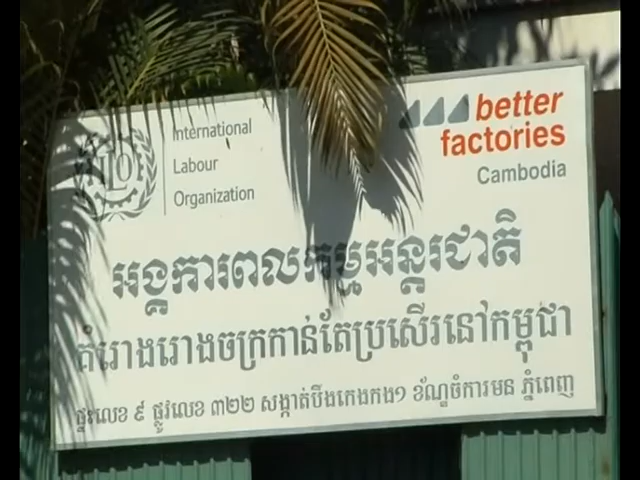 ILO
International
Labour
Organization
better
factories
Cambodia
អង្គការពលកម្មអន្តរជាតិ
គំរោងរោងចក្រកាន់តែប្រសើរនៅកម្ពុជា
ផ្ទះលេខ ៩ ផ្លូវលេខ ៣២២ សង្កាត់បឹងកេងកង១ ខ័ណ្ឌចំការមន ភ្នំពេញ